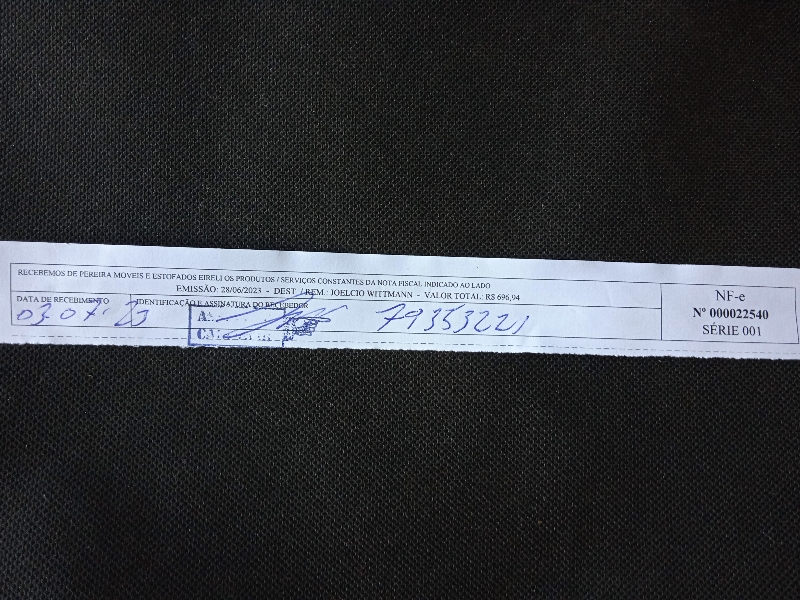 RECEBEMOS DE PEREIRA MOVEIS E ESTOFADOS EIRELI OS PRODUTOS / SERVIÇOS CONSTANTES DA NOTA FISCAL INDICADO AO LADO
EMISSÃO: 28/06/2023 - DEST. / REM.: JOELCIO WITTMANN - VALOR TOTAL: R$ 696,94
DATA DE RECEBIMENTO IDENTIFICAÇÃO E ASSINATURA DO RECEBEDOR
03 07 23 79353221
NF-e
Nº 000022540
SÉRIE 001